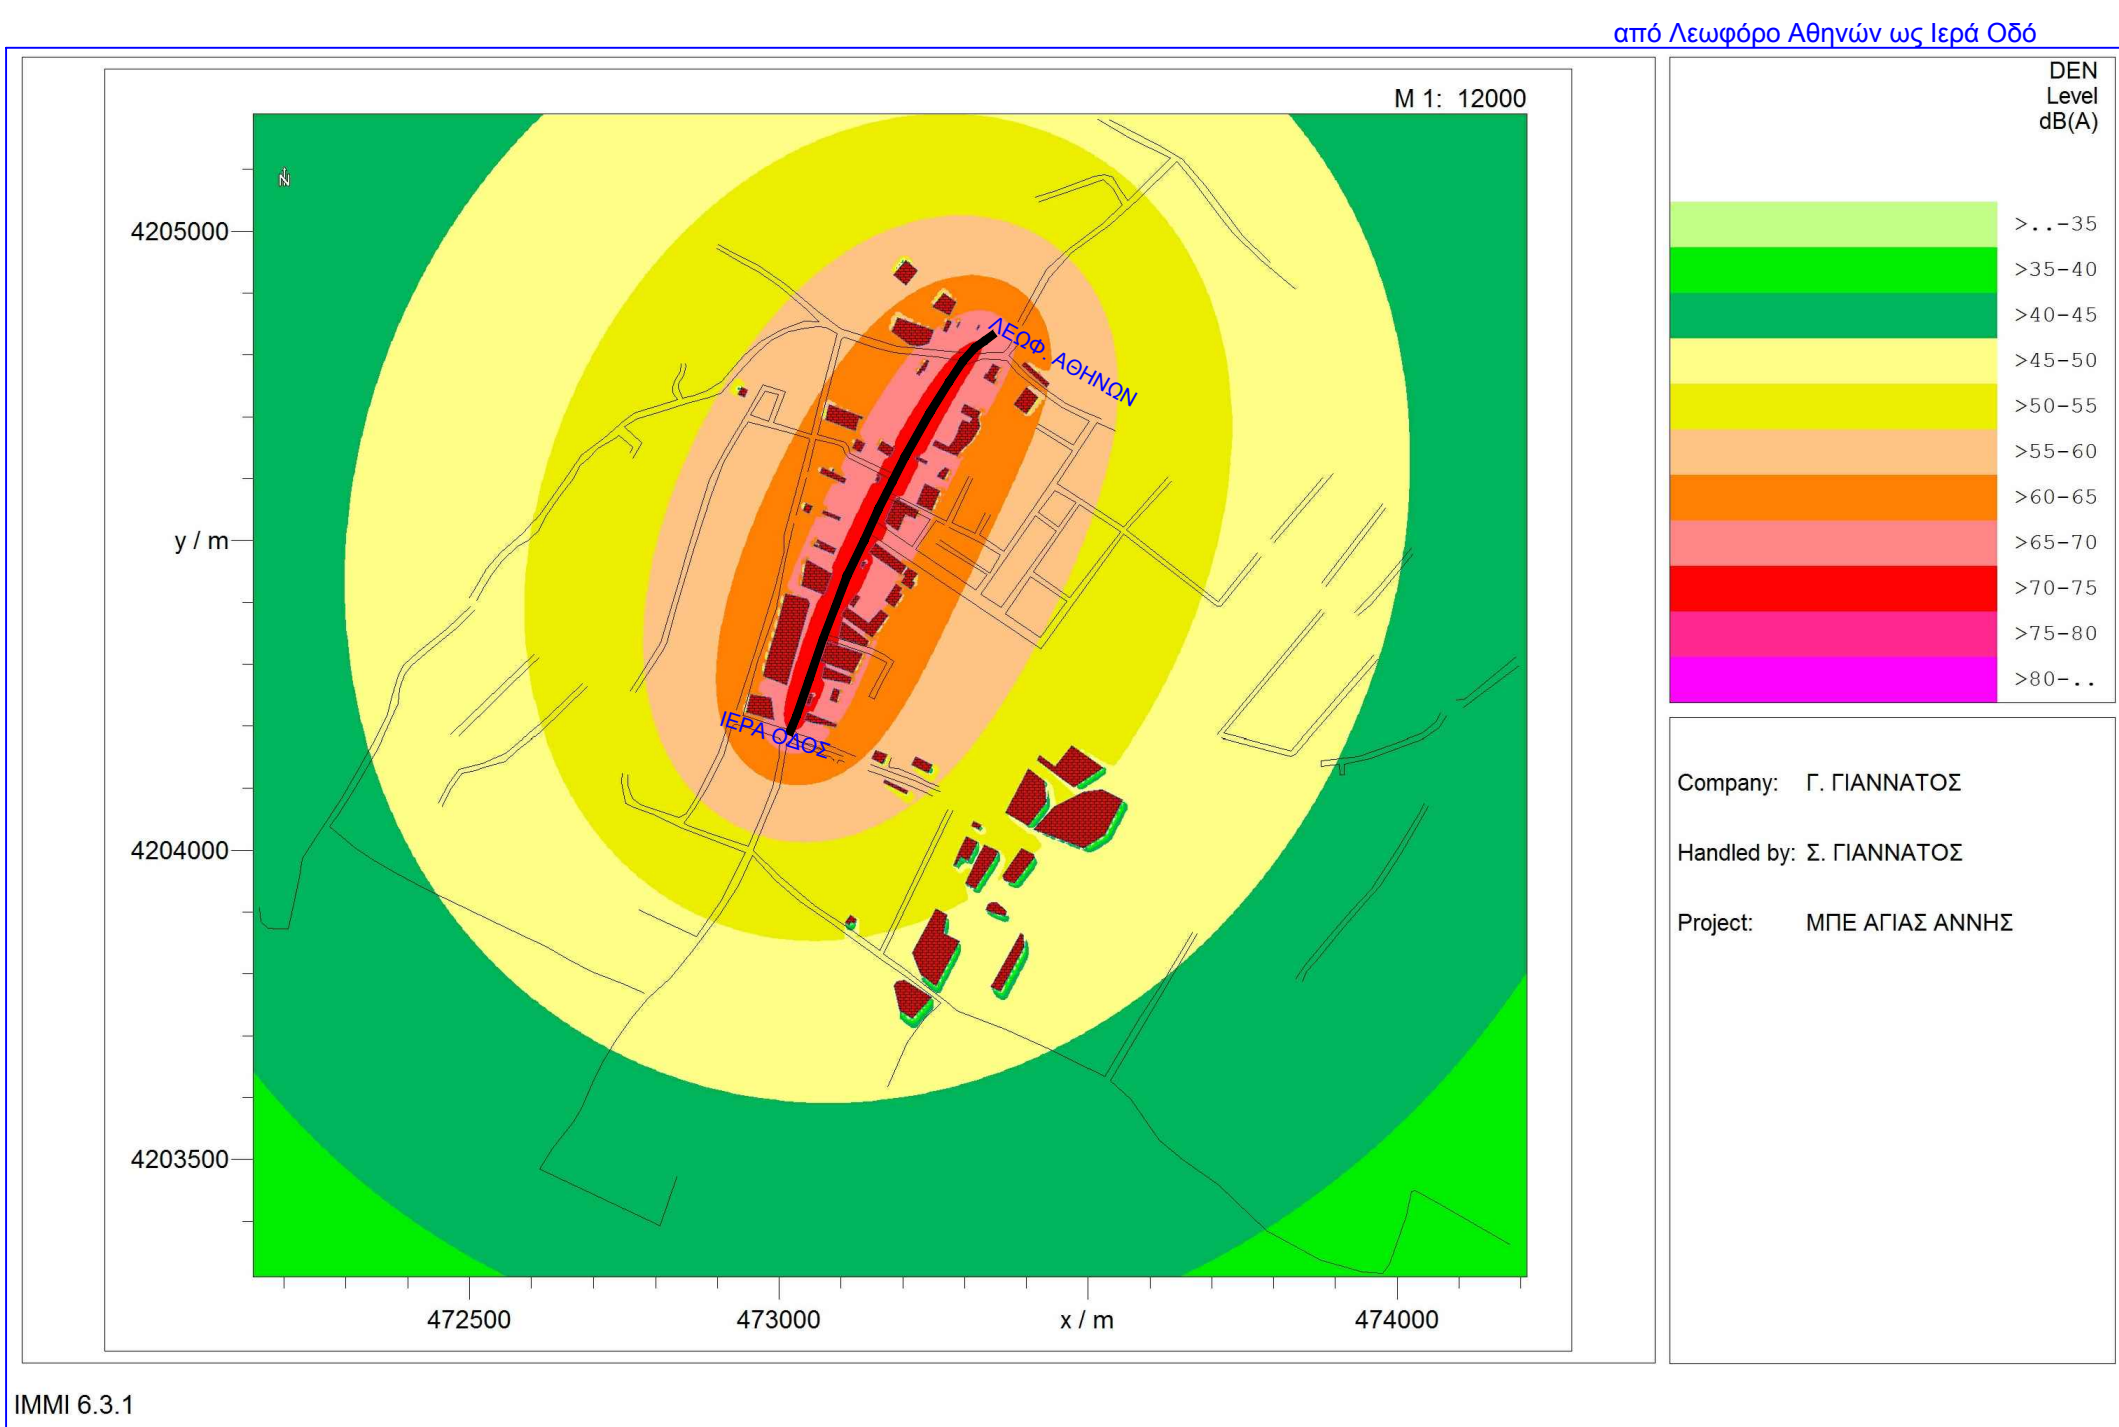 από Λεωφόρο Αθηνών ως Ιερά Οδό
M 1: 12000
N
4205000
y / m
4204000
4203500
472500
473000
x / m
474000
ΛΕΩΦ. ΑΘΗΝΩΝ
ΙΕΡΑ ΟΔΟΣ
DEN
Level
dB(A)
>..-35
>35-40
>40-45
>45-50
>50-55
>55-60
>60-65
>65-70
>70-75
>75-80
>80-..
Company: Γ. ΓΙΑΝΝΑΤΟΣ
Handled by: Σ. ΓΙΑΝΝΑΤΟΣ
Project: ΜΠΕ ΑΓΙΑΣ ΑΝΝΗΣ
IMMI 6.3.1